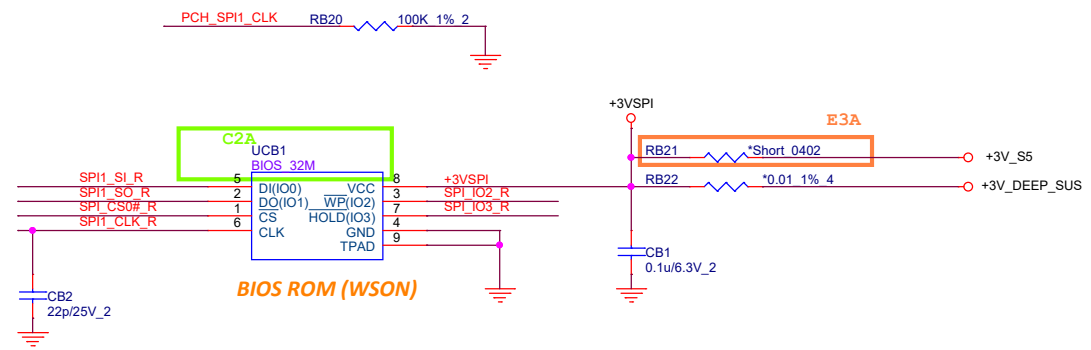 PCH_SPI1_CLK RB20 100K_1%_2
+3VSPI
E3A
C2A
UCB1
BIOS_32M
RB21 *Short_0402 +3V_S5
SPI1_SI_R 5 DI(IO0) VCC 8 +3VSPI RB22 *0.01_1%_4 +3V_DEEP_SUS
SPI1_SO_R 2 DO(IO1) WP(IO2) 3 SPI_IO2_R
SPI_CS0#_R 1 CS HOLD(IO3) 7 SPI_IO3_R
SPI1_CLK_R 6 CLK GND 4
TPAD 9
CB1
0.1u/6.3V_2
BIOS ROM (WSON)
CB2
22p/25V_2